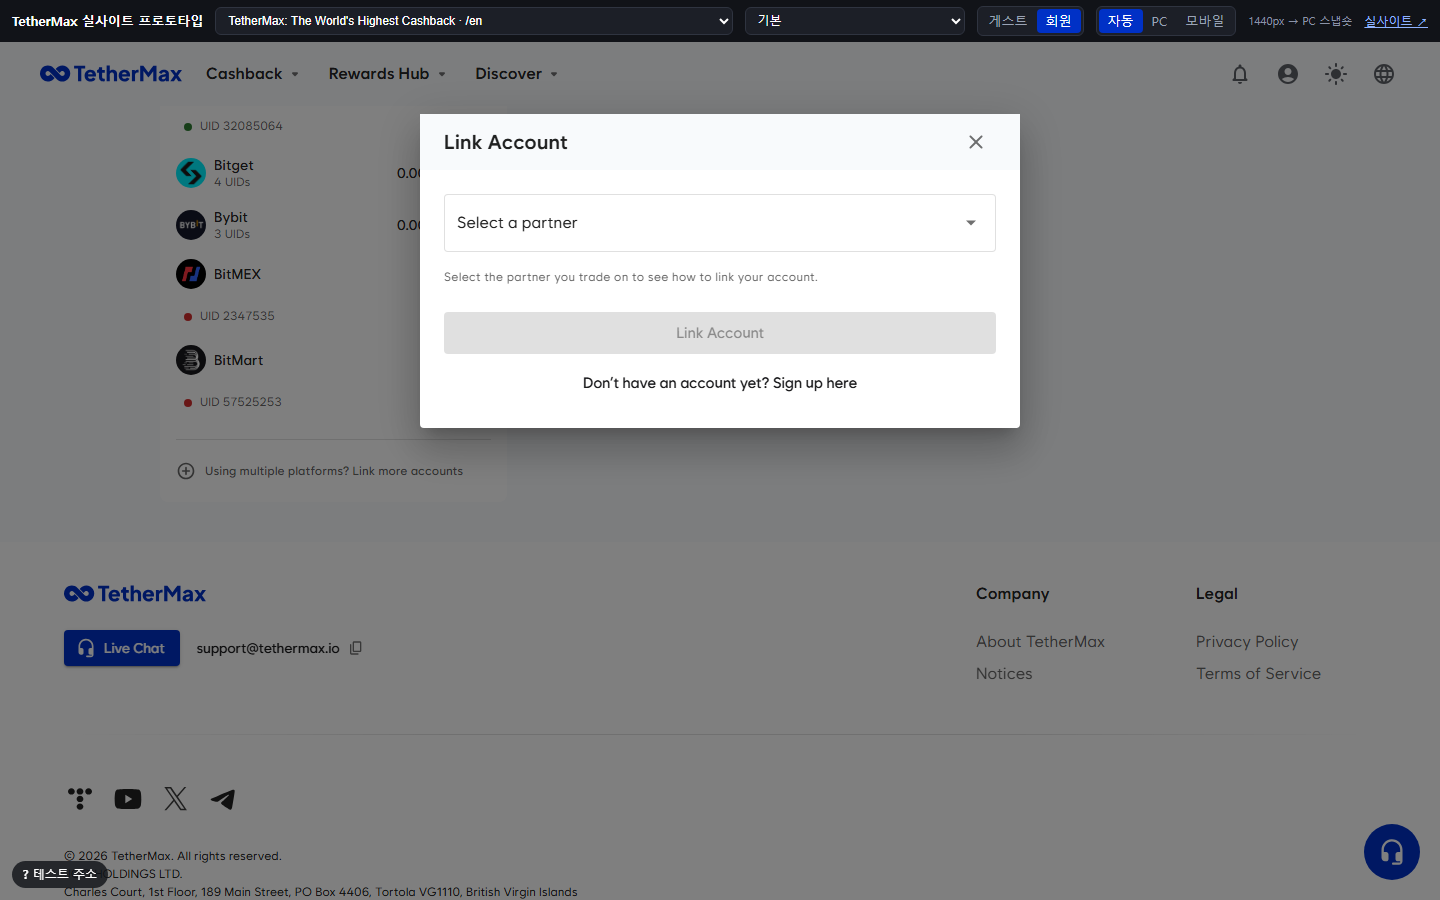 TetherMax 실사이트 프로토타입
TetherMax: The World's Highest Cashback · /en
기본
게스트 회원
자동 PC 모바일
1440px → PC 스냅숏
실사이트 ↗
TetherMax
Cashback
Rewards Hub
Discover
UID 32085064
Bitget
4 UIDs
0.00
Bybit
3 UIDs
0.00
BitMEX
UID 2347535
BitMart
UID 57525253
Using multiple platforms? Link more accounts
Link Account
Select a partner
Select the partner you trade on to see how to link your account.
Link Account
Don’t have an account yet? Sign up here
TetherMax
Live Chat
support@tethermax.io
Company
About TetherMax
Notices
Legal
Privacy Policy
Terms of Service
© 2026 TetherMax. All rights reserved.
HOLDINGS LTD.
? 테스트 주소
Charles Court, 1st Floor, 189 Main Street, PO Box 4406, Tortola VG1110, British Virgin Islands